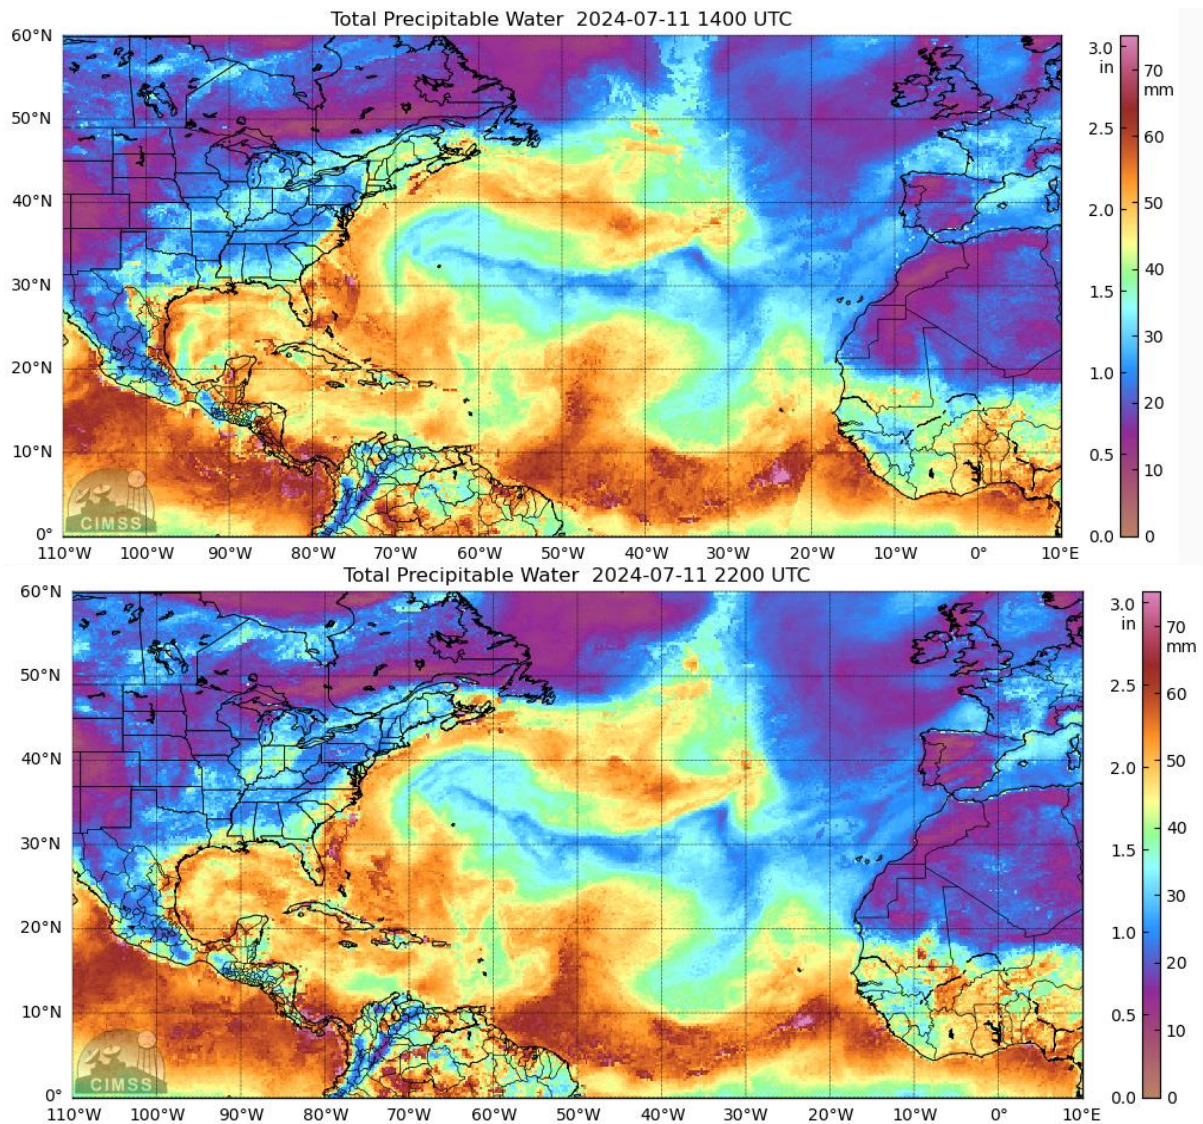 Total Precipitable Water 2024-07-11 1400 UTC
60°N
50°N
40°N
30°N
20°N
10°N
0°
110°W 100°W 90°W 80°W 70°W 60°W 50°W 40°W 30°W 20°W 10°W 0° 10°E
3.0
in
2.5
2.0
1.5
1.0
0.5
0.0
70
mm
60
50
40
30
20
10
0
CIMSS
Total Precipitable Water 2024-07-11 2200 UTC
60°N
50°N
40°N
30°N
20°N
10°N
0°
110°W 100°W 90°W 80°W 70°W 60°W 50°W 40°W 30°W 20°W 10°W 0° 10°E
3.0
in
2.5
2.0
1.5
1.0
0.5
0.0
70
mm
60
50
40
30
20
10
0
CIMSS